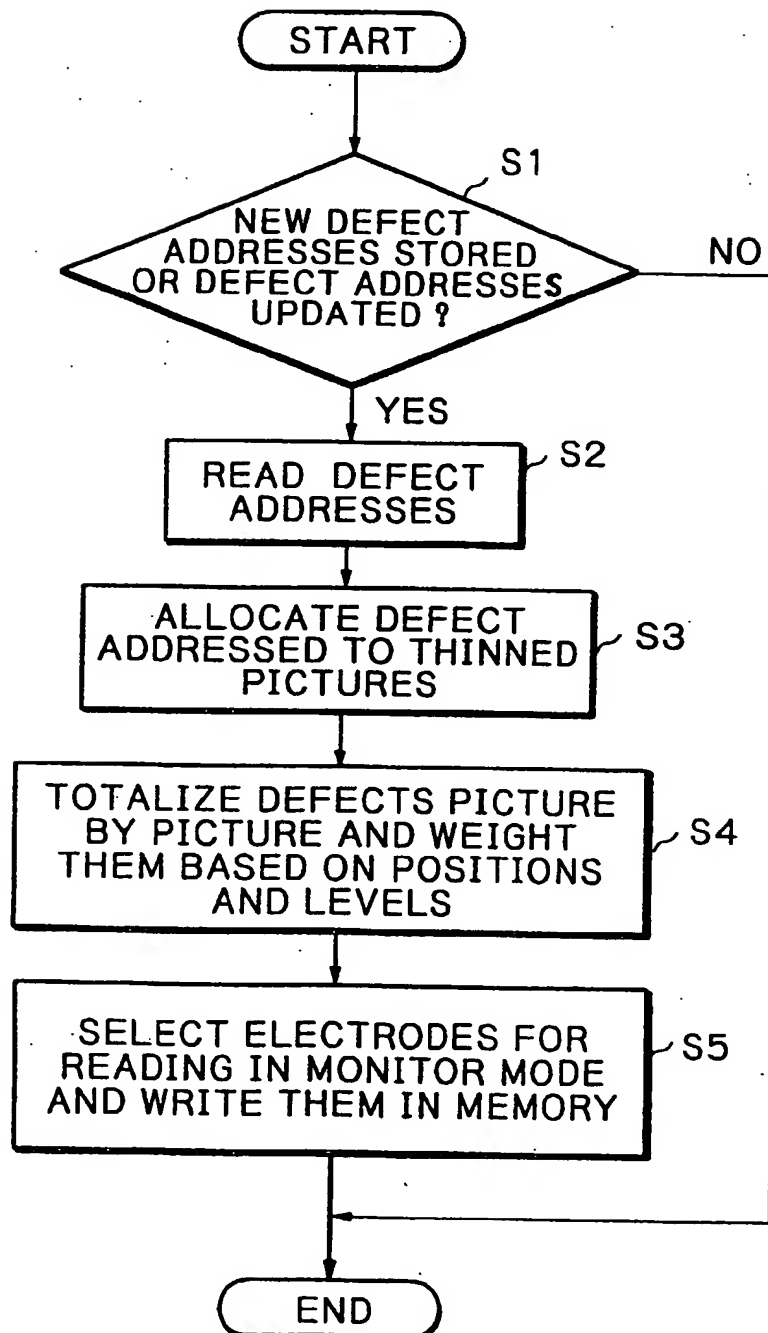 START
S1
NEW DEFECT
ADDRESSES STORED
OR DEFECT ADDRESSES
UPDATED ?
NO
YES
S2
READ DEFECT
ADDRESSES
ALLOCATE DEFECT
ADDRESSED TO THINNED
PICTURES
S3
TOTALIZE DEFECTS PICTURE
BY PICTURE AND WEIGHT
THEM BASED ON POSITIONS
AND LEVELS
S4
SELECT ELECTRODES FOR
READING IN MONITOR MODE
AND WRITE THEM IN MEMORY
S5
END